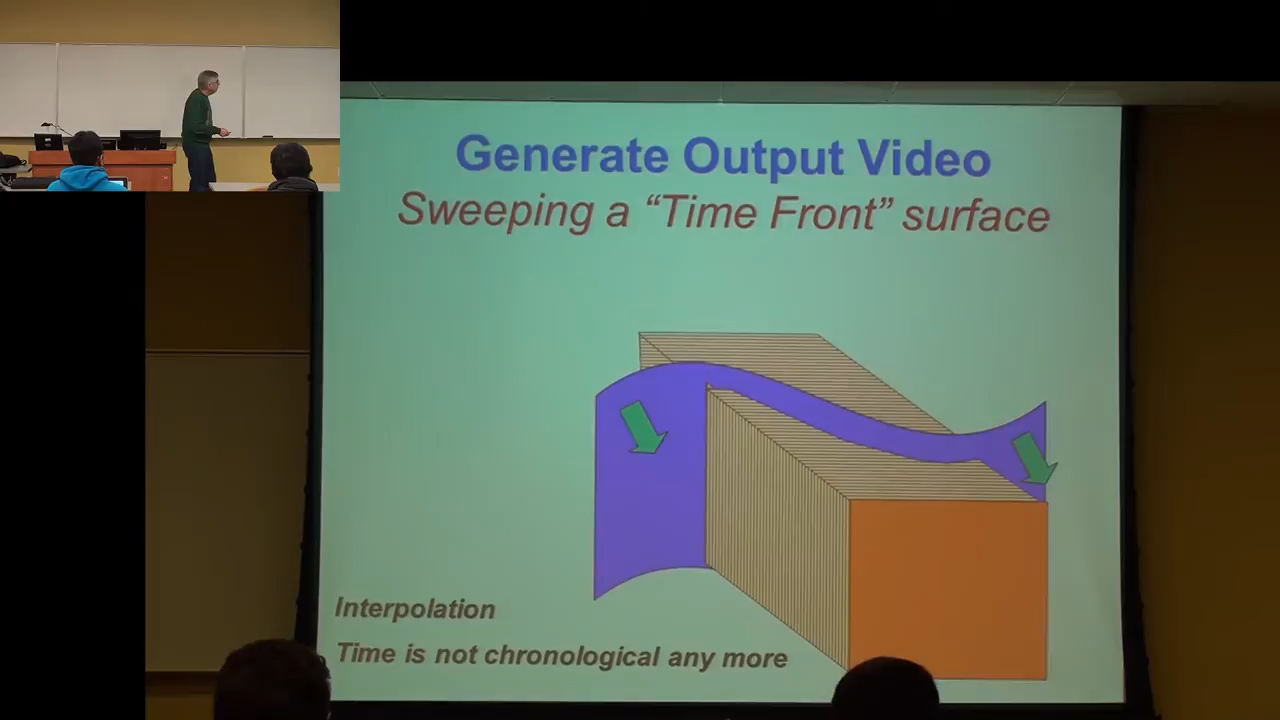 Generate Output Video
Sweeping a “Time Front” surface
Interpolation
Time is not chronological any more